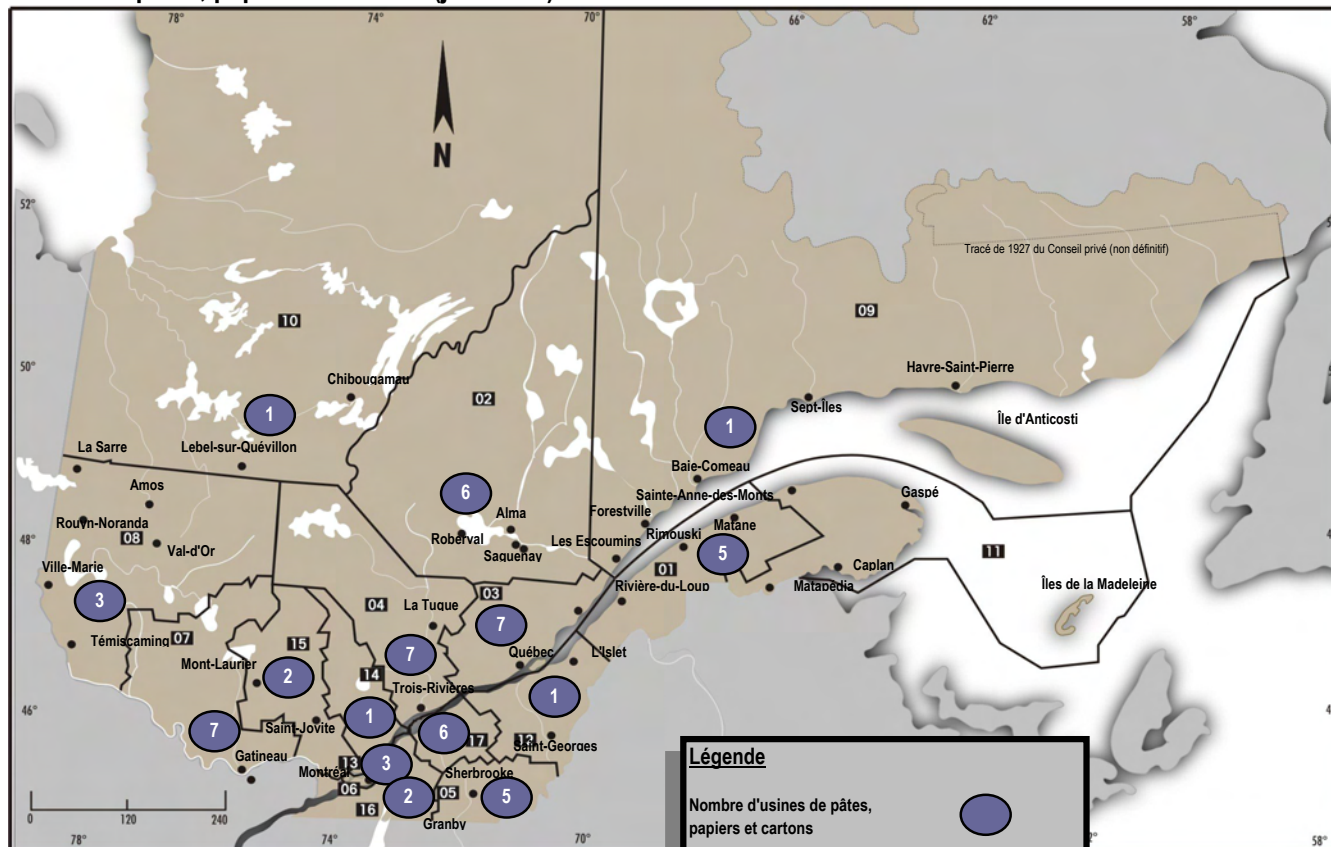 78°
74°
70°
66°
62°
58°
N
52°
Tracé de 1927 du Conseil privé (non définitif)
10
09
50°
Chibougamau
02
Havre-Saint-Pierre
Sept-Îles
Île d'Anticosti
1
1
La Sarre
Lebel-sur-Quévillon
Baie-Comeau
6
Sainte-Anne-des-Monts
Amos
Alma
Forestville
Gaspé
Rouyn-Noranda
Roberval
Matane
48°
08
Val-d'Or
Saguenay
Les Escoumins
Rimouski
5
11
Ville-Marie
01
Caplan
Rivière-du-Loup
Matapédia
Îles de la Madeleine
3
04
03
La Tuque
7
Témiscaming
07
15
Québec
L'Islet
Mont-Laurier
7
2
14
Trois-Rivières
1
46°
1
Saint-Jovite
7
6
17
12
Saint-Georges
Gatineau
13
3
Montréal
Sherbrooke
06
2
05
5
16
Granby
0
120
240
78°
74°
70°
58°
Légende
Nombre d'usines de pâtes,
papiers et cartons